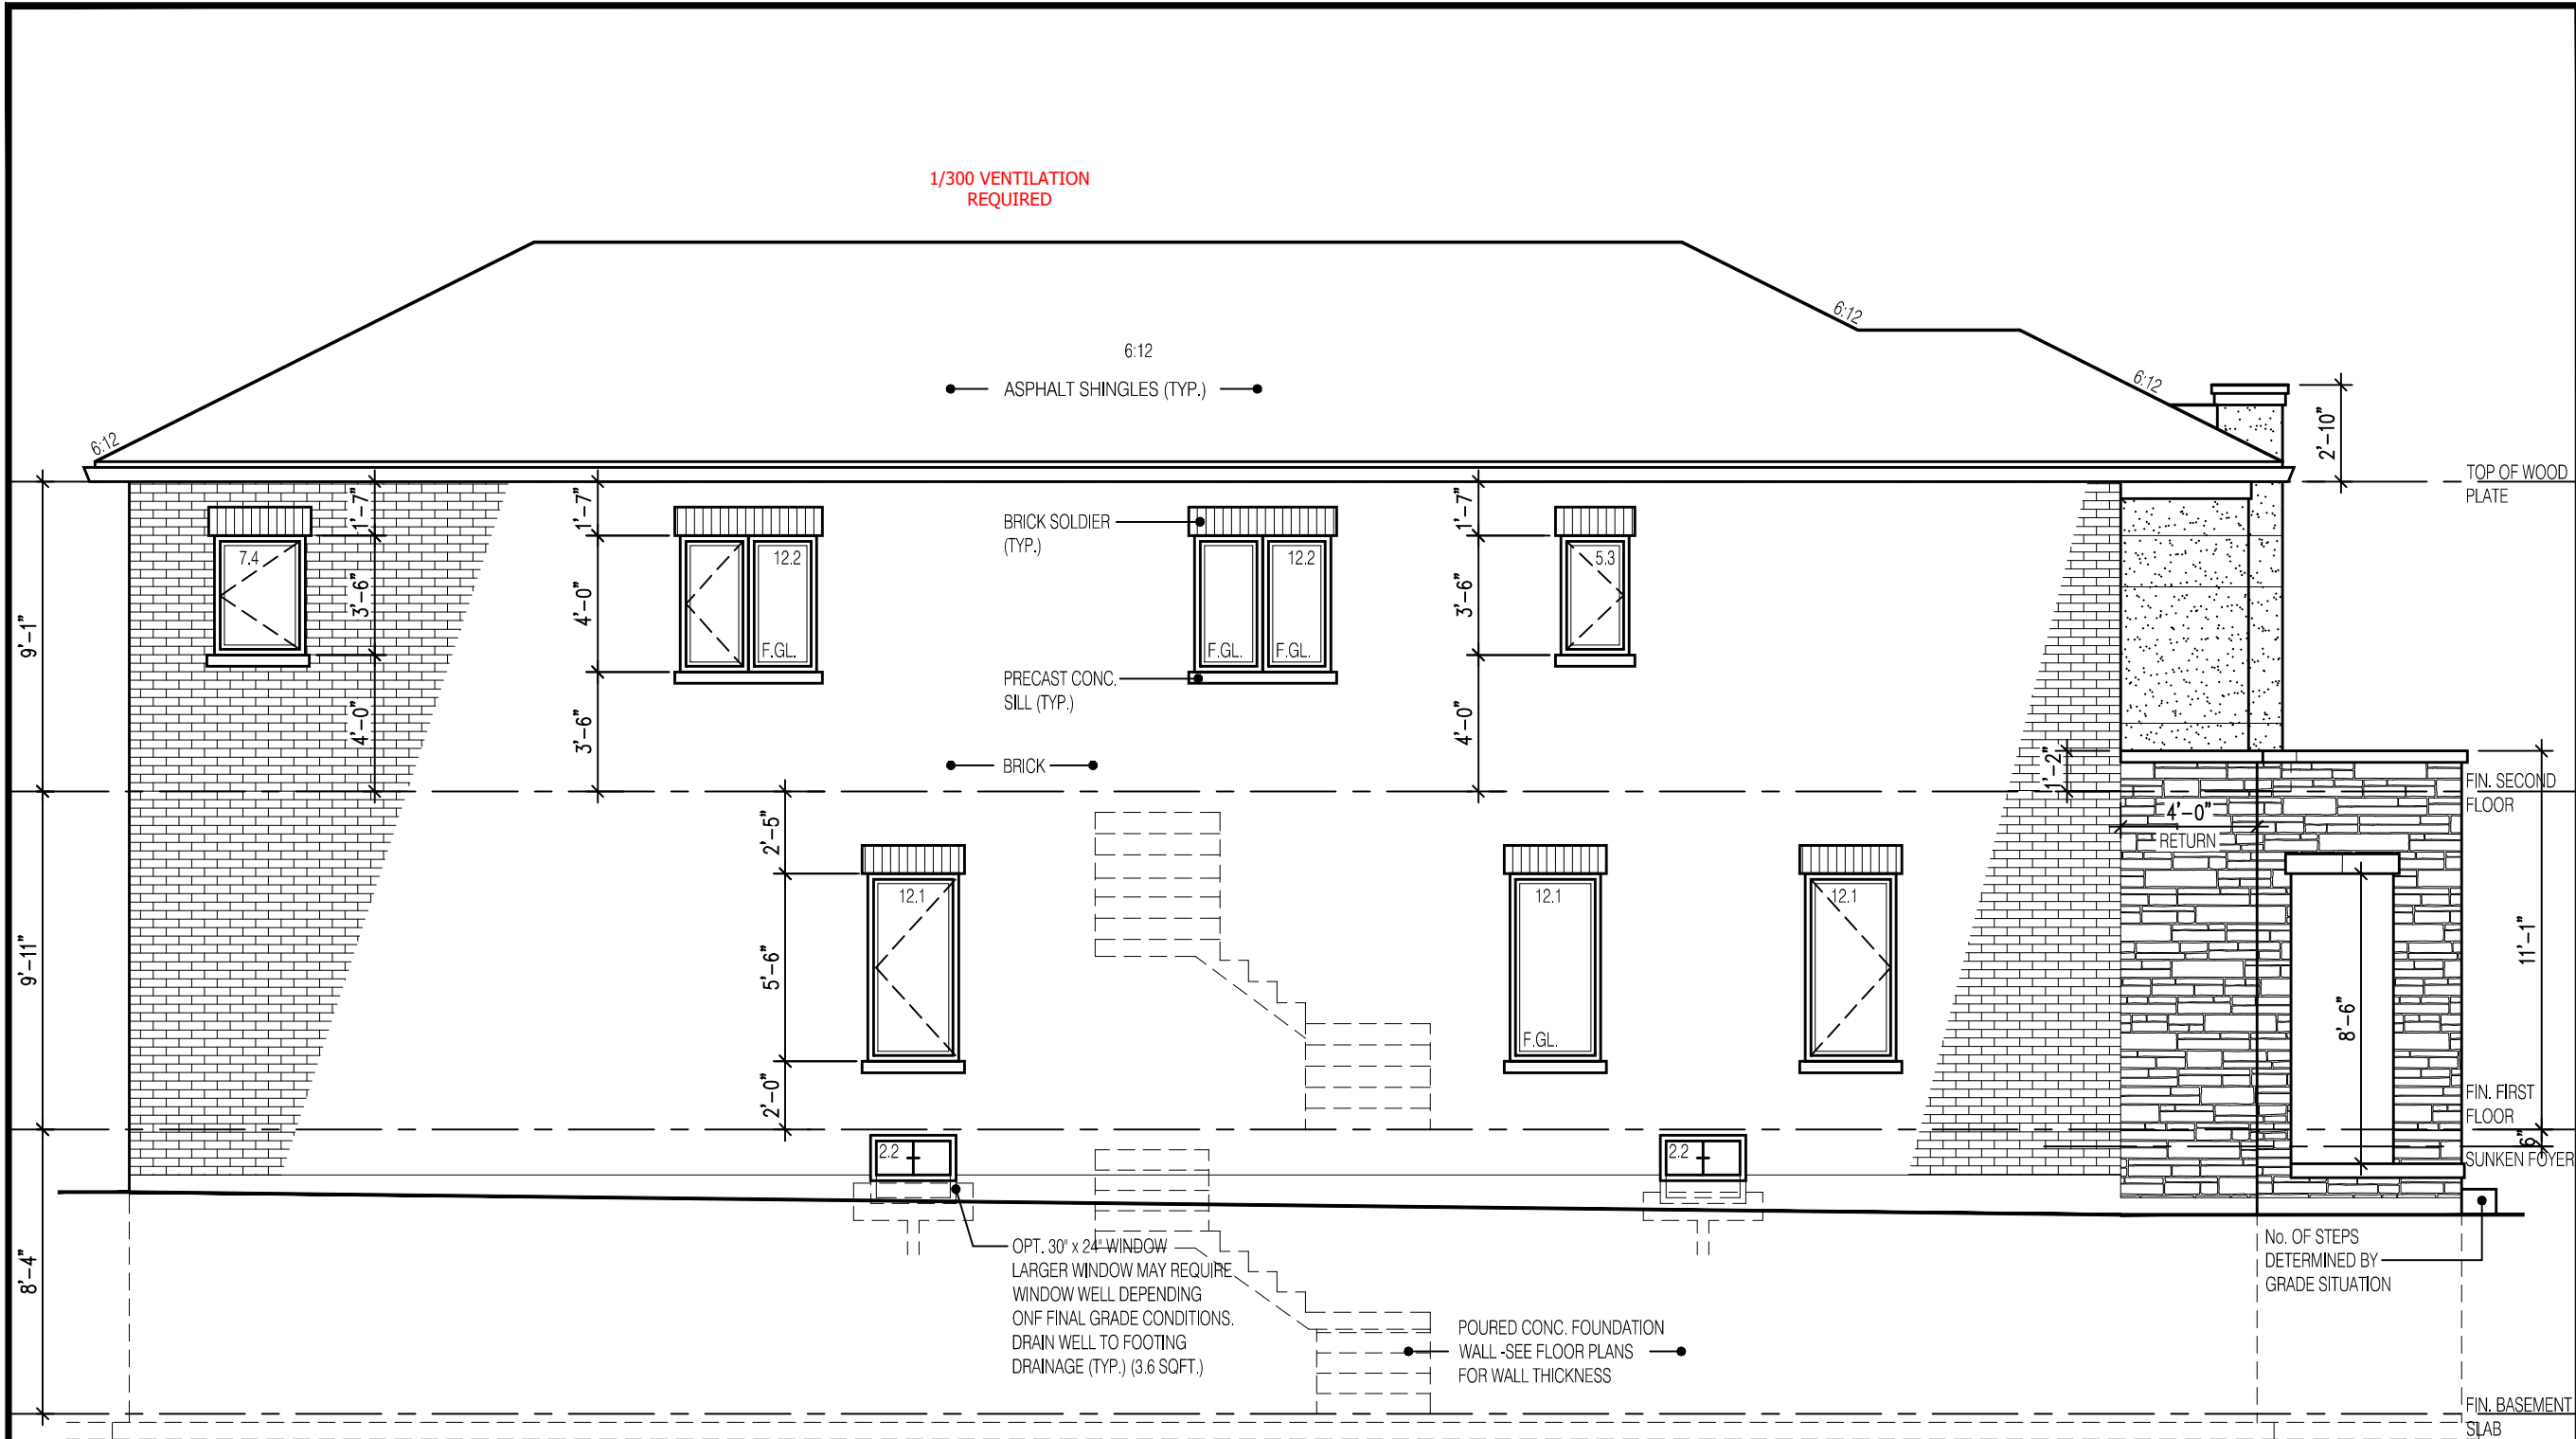 1/300 VENTILATION
REQUIRED
6:12
6:12
ASPHALT SHINGLES (TYP.)
6:12
6:12
2'-10"
TOP OF WOOD
PLATE
1'-7"
1'-7"
1'-7"
BRICK SOLDIER
(TYP.)
7.4
12.2
12.2
5.3
3'-6"
4'-0"
3'-6"
9'-1"
F.GL.
F.GL.
F.GL.
PRECAST CONC.
SILL (TYP.)
4'-0"
3'-6"
4'-0"
BRICK
1'-2"
FIN. SECOND
FLOOR
4'-0"
RETURN
2'-5"
12.1
12.1
12.1
9'-11"
5'-6"
11'-1"
8'-6"
F.GL.
2'-0"
FIN. FIRST
FLOOR
6"
SUNKEN FOYER
2.2
2.2
8'-4"
OPT. 30" x 24" WINDOW
LARGER WINDOW MAY REQUIRE
WINDOW WELL DEPENDING
ONF FINAL GRADE CONDITIONS.
DRAIN WELL TO FOOTING
DRAINAGE (TYP.) (3.6 SQFT.)
No. OF STEPS
DETERMINED BY
GRADE SITUATION
POURED CONC. FOUNDATION
WALL -SEE FLOOR PLANS
FOR WALL THICKNESS
FIN. BASEMENT
SLAB